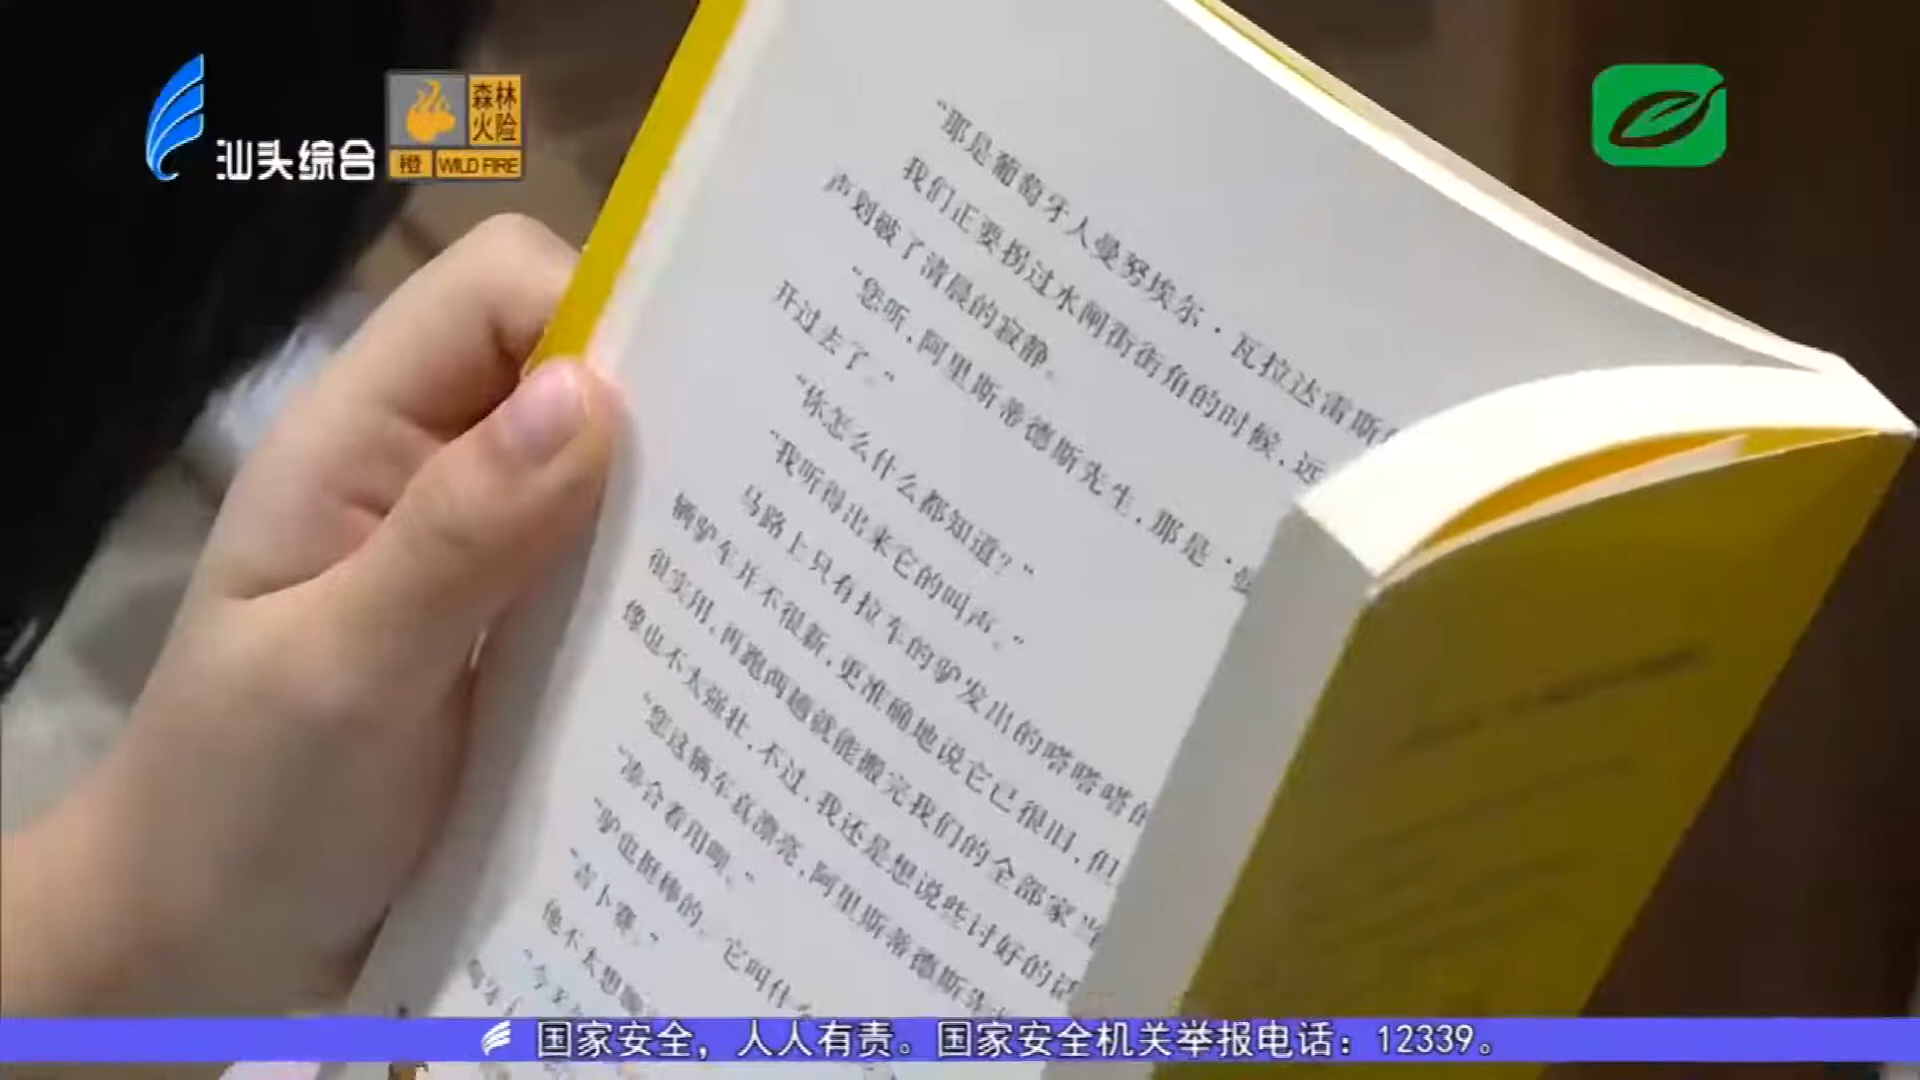 汕头综合
森林
火险
橙 WILD FIRE
“那是葡萄牙人曼努埃尔·瓦拉达雷斯
我们正要拐过水闸街街角的时候，远
声划破了清晨的寂静。
“您听，阿里斯蒂德斯先生，那是‘
开过去了。”
“你怎么什么都知道？”
“我听得出来它的叫声。”
马路上只有拉车的驴发出的嗒嗒嗒的
辆驴车并不很新，更准确地说它已很旧，但
很实用，再跑两趟就能搬完我们的全部家当
像也不太强壮，不过，我还是想说些讨好的话
“您这辆车真漂亮，阿里斯蒂德斯先
“凑合着用呗。”
“驴也挺棒的。它叫什么
“吉卜赛。”
他不太想
国家安全，人人有责。国家安全机关举报电话：12339。